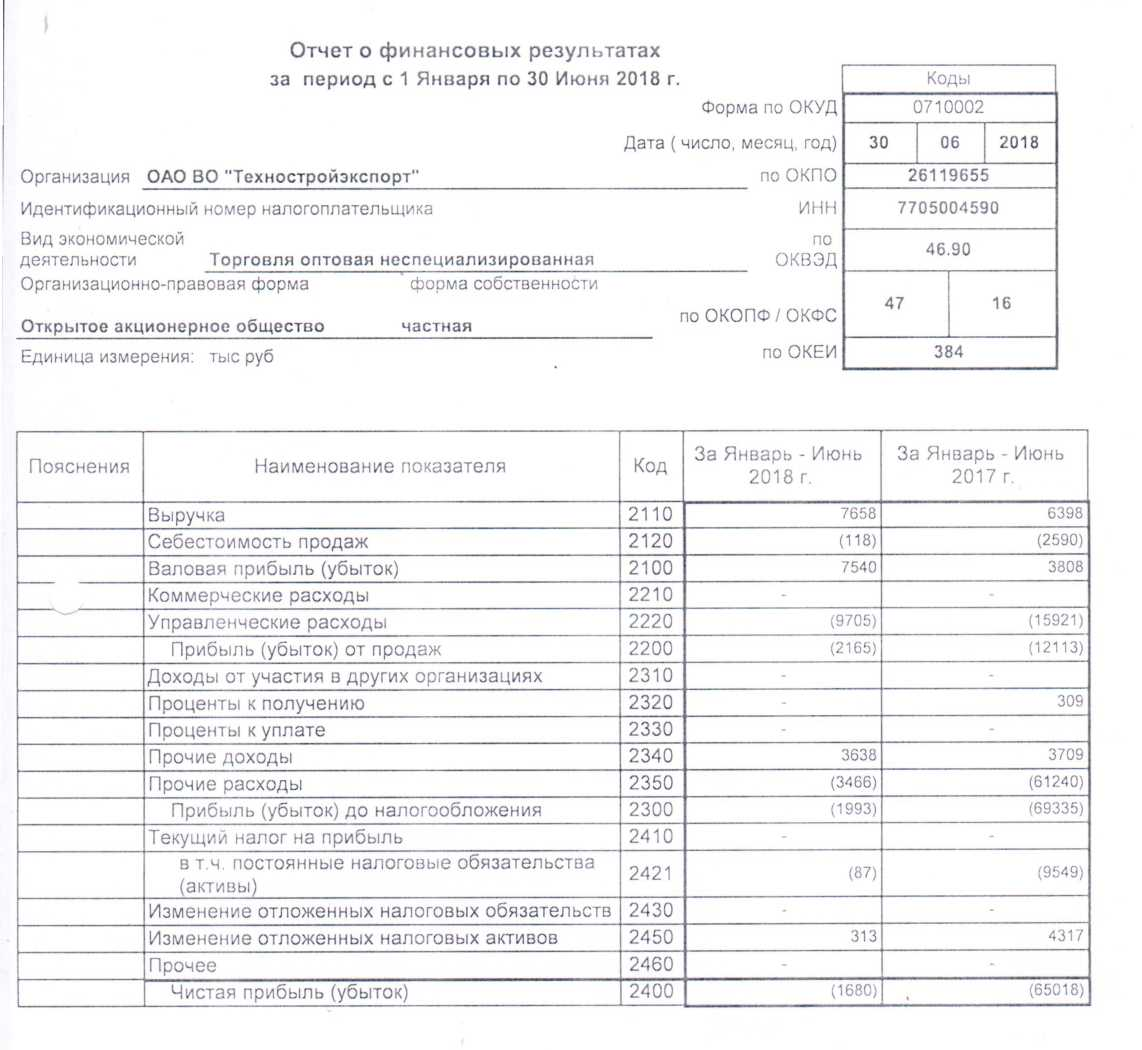 Отчет о финансовых результатах
за период с 1 Января по 30 Июня 2018 г.
Коды
Форма по ОКУД 0710002
Дата ( число, месяц, год) 30 06 2018
Организация ОАО ВО "Техностройэкспорт" по ОКПО 26119655
Идентификационный номер налогоплательщика ИНН 7705004590
Вид экономической
деятельности Торговля оптовая неспециализированная по ОКВЭД 46.90
Организационно-правовая форма форма собственности
Открытое акционерное общество частная по ОКОПФ / ОКФС 47 16
Единица измерения: тыс руб по ОКЕИ 384
Пояснения Наименование показателя Код За Январь - Июнь 2018 г. За Январь - Июнь 2017 г.
Выручка 2110 7658 6398
Себестоимость продаж 2120 (118) (2590)
Валовая прибыль (убыток) 2100 7540 3808
Коммерческие расходы 2210 - -
Управленческие расходы 2220 (9705) (15921)
Прибыль (убыток) от продаж 2200 (2165) (12113)
Доходы от участия в других организациях 2310 - -
Проценты к получению 2320 - 309
Проценты к уплате 2330 - -
Прочие доходы 2340 3638 3709
Прочие расходы 2350 (3466) (61240)
Прибыль (убыток) до налогообложения 2300 (1993) (69335)
Текущий налог на прибыль 2410 - -
в т.ч. постоянные налоговые обязательства
(активы) 2421 (87) (9549)
Изменение отложенных налоговых обязательств 2430 - -
Изменение отложенных налоговых активов 2450 313 4317
Прочее 2460 - -
Чистая прибыль (убыток) 2400 (1680) (65018)